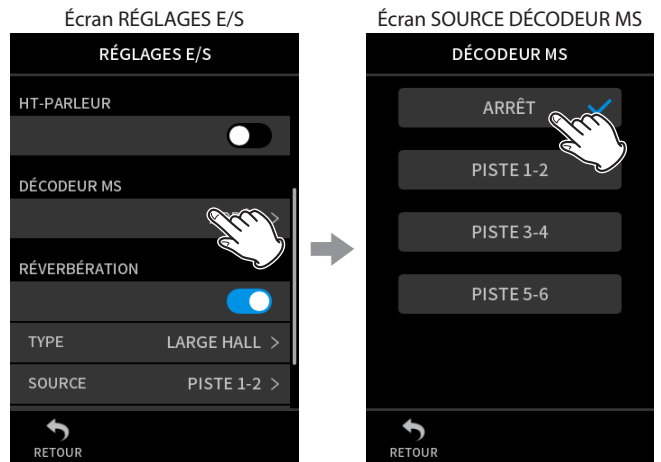 Écran RÉGLAGES E/S
RÉGLAGES E/S
HT-PARLEUR
DÉCODEUR MS
>
RÉVERBÉRATION
TYPE LARGE HALL >
SOURCE PISTE 1-2 >
RETOUR
Écran SOURCE DÉCODEUR MS
DÉCODEUR MS
ARRÊT
PISTE 1-2
PISTE 3-4
PISTE 5-6
RETOUR